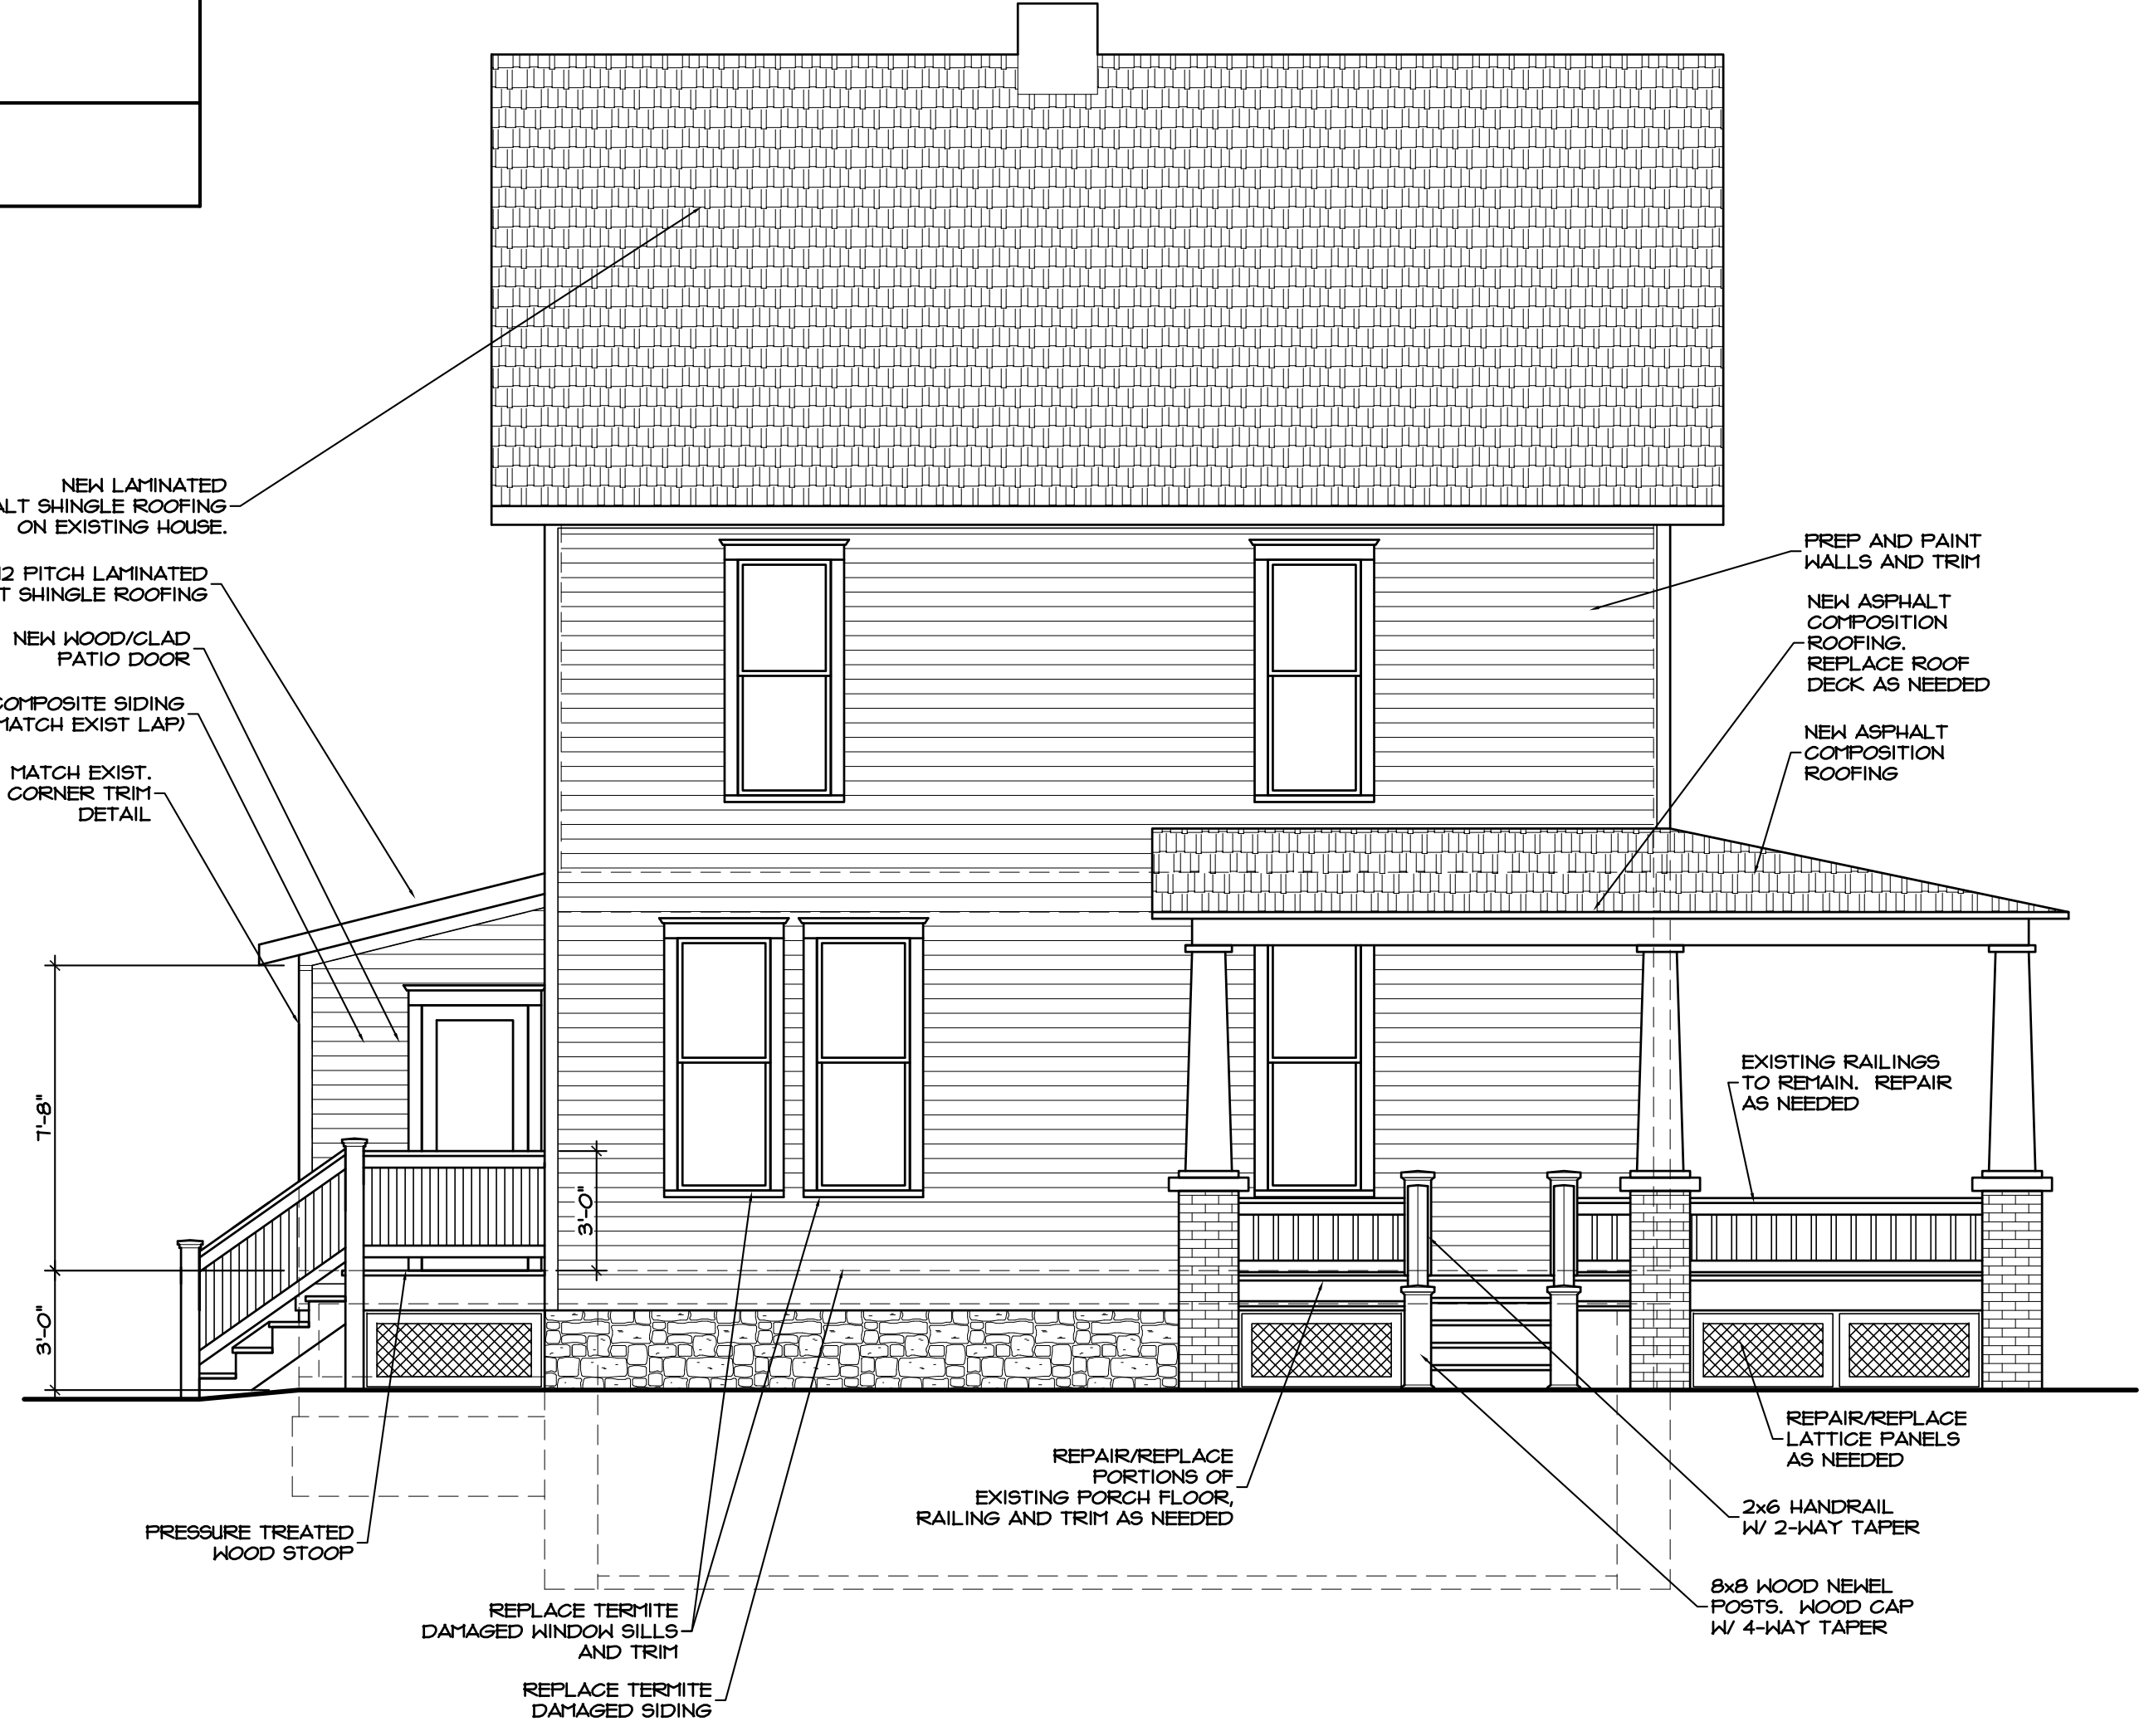 NEW LAMINATED
ALT SHINGLE ROOFING
ON EXISTING HOUSE.
12 PITCH LAMINATED
T SHINGLE ROOFING
NEW WOOD/CLAD
PATIO DOOR
COMPOSITE SIDING
MATCH EXIST LAP)
MATCH EXIST.
CORNER TRIM
DETAIL
7'-8"
3'-0"
3'-0"
PREP AND PAINT
WALLS AND TRIM
NEW ASPHALT
COMPOSITION
ROOFING.
REPLACE ROOF
DECK AS NEEDED
NEW ASPHALT
COMPOSITION
ROOFING
EXISTING RAILINGS
TO REMAIN. REPAIR
AS NEEDED
REPAIR/REPLACE
LATTICE PANELS
AS NEEDED
2x6 HANDRAIL
W/ 2-WAY TAPER
8x8 WOOD NEWEL
POSTS. WOOD CAP
W/ 4-WAY TAPER
REPAIR/REPLACE
PORTIONS OF
EXISTING PORCH FLOOR,
RAILING AND TRIM AS NEEDED
PRESSURE TREATED
WOOD STOOP
REPLACE TERMITE
DAMAGED WINDOW SILLS
AND TRIM
REPLACE TERMITE
DAMAGED SIDING